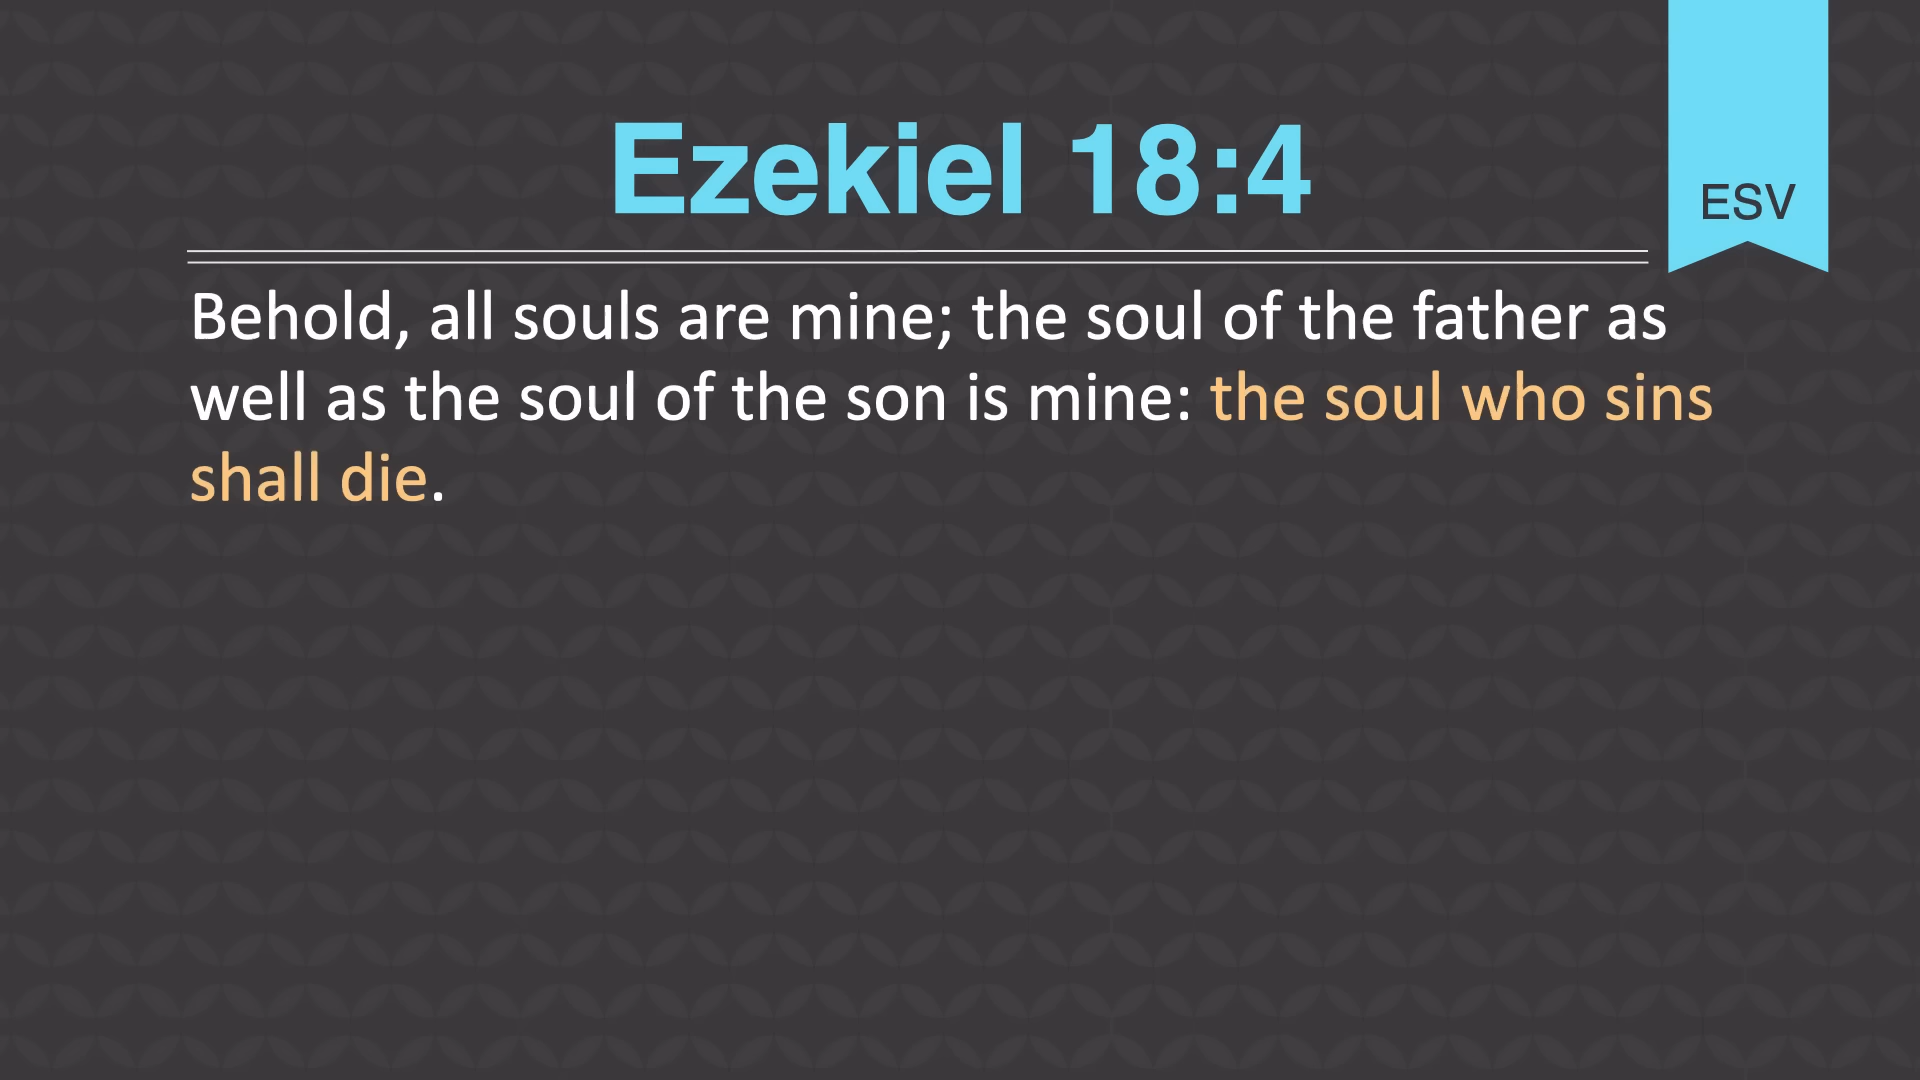 Ezekiel 18:4
ESV
Behold, all souls are mine; the soul of the father as
well as the soul of the son is mine: the soul who sins
shall die.